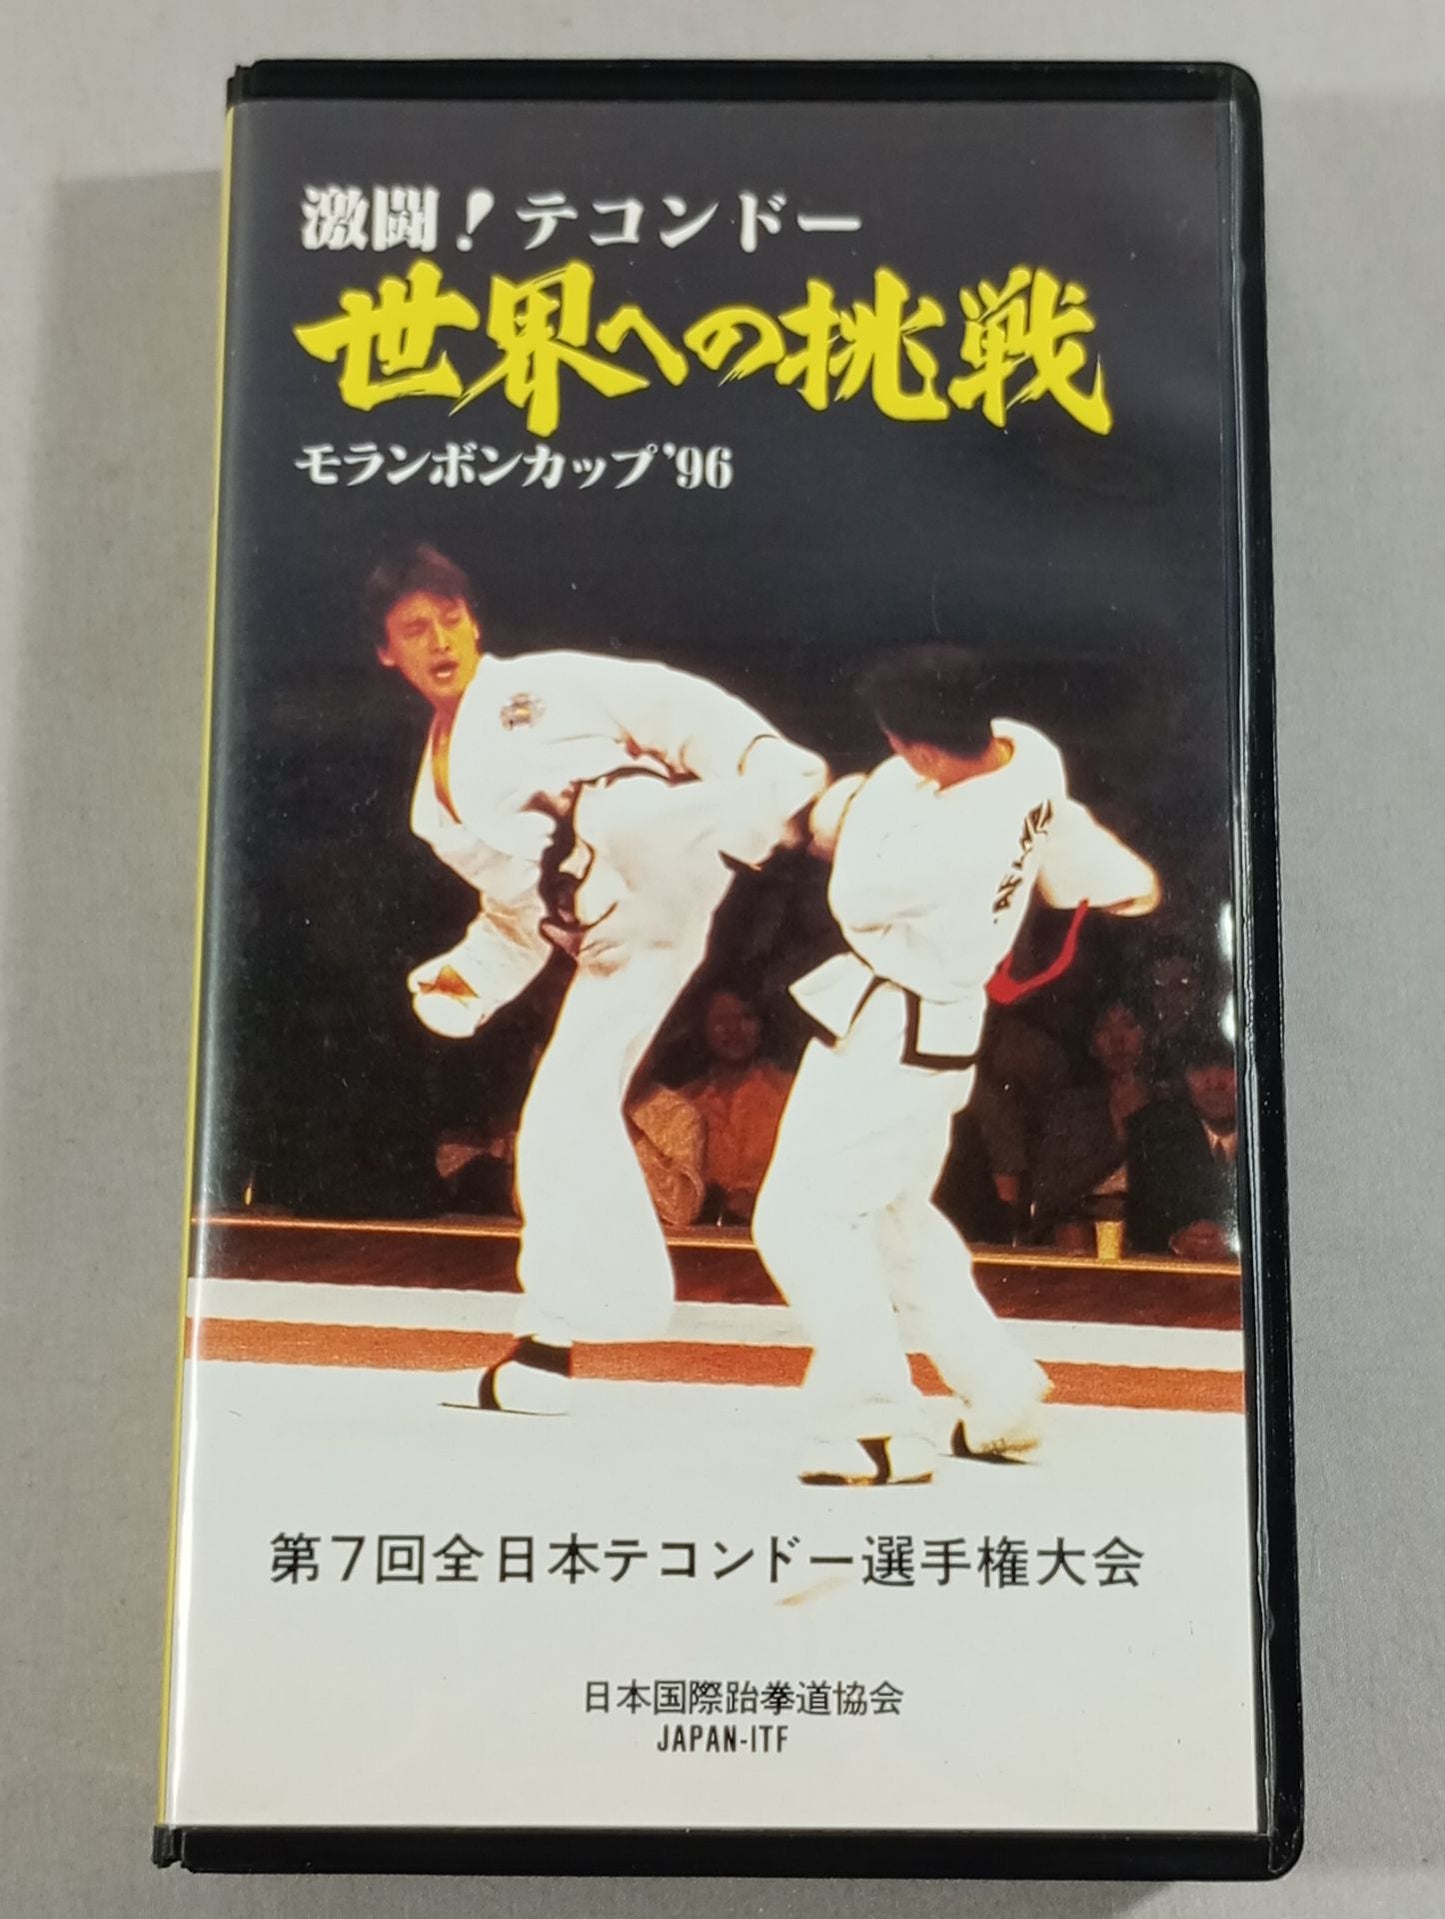 激闘!テコンドー
世界への挑戦
モランボンカップ'96
第7回全日本テコンドー選手権大会
日本国際跆拳道協会
JAPAN-ITF